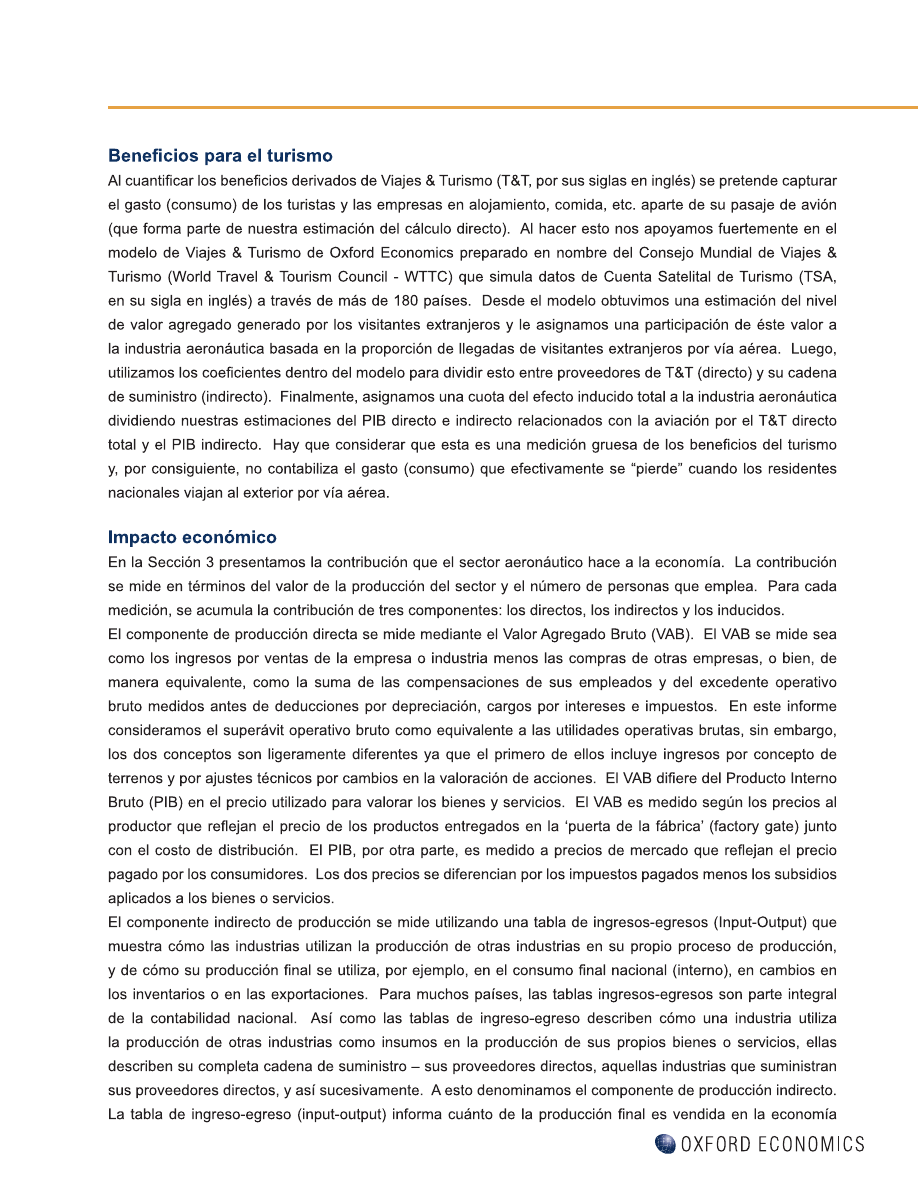 Beneficios para el turismo
Al cuantificar los beneficios derivados de Viajes & Turismo (T&T, por sus siglas en inglés) se pretende capturar
el gasto (consumo) de los turistas y las empresas en alojamiento, comida, etc. aparte de su pasaje de avión
(que forma parte de nuestra estimación del cálculo directo).  Al hacer esto nos apoyamos fuertemente en el
modelo de Viajes & Turismo de Oxford Economics preparado en nombre del Consejo Mundial de Viajes &
Turismo (World Travel & Tourism Council - WTTC) que simula datos de Cuenta Satelital de Turismo (TSA,
en su sigla en inglés) a través de más de 180 países.  Desde el modelo obtuvimos una estimación del nivel
de valor agregado generado por los visitantes extranjeros y le asignamos una participación de éste valor a
la industria aeronáutica basada en la proporción de llegadas de visitantes extranjeros por vía aérea.  Luego,
utilizamos los coeficientes dentro del modelo para dividir esto entre proveedores de T&T (directo) y su cadena
de suministro (indirecto).  Finalmente, asignamos una cuota del efecto inducido total a la industria aeronáutica
dividiendo nuestras estimaciones del PIB directo e indirecto relacionados con la aviación por el T&T directo
total y el PIB indirecto.  Hay que considerar que esta es una medición gruesa de los beneficios del turismo
y, por consiguiente, no contabiliza el gasto (consumo) que efectivamente se “pierde” cuando los residentes
nacionales viajan al exterior por vía aérea.
Impacto económico
En la Sección 3 presentamos la contribución que el sector aeronáutico hace a la economía.  La contribución
se mide en términos del valor de la producción del sector y el número de personas que emplea.  Para cada
medición, se acumula la contribución de tres componentes: los directos, los indirectos y los inducidos.
El componente de producción directa se mide mediante el Valor Agregado Bruto (VAB).  El VAB se mide sea
como los ingresos por ventas de la empresa o industria menos las compras de otras empresas, o bien, de
manera equivalente, como la suma de las compensaciones de sus empleados y del excedente operativo
bruto medidos antes de deducciones por depreciación, cargos por intereses e impuestos.  En este informe
consideramos el superávit operativo bruto como equivalente a las utilidades operativas brutas, sin embargo,
los dos conceptos son ligeramente diferentes ya que el primero de ellos incluye ingresos por concepto de
terrenos y por ajustes técnicos por cambios en la valoración de acciones.  El VAB difiere del Producto Interno
Bruto (PIB) en el precio utilizado para valorar los bienes y servicios.  El VAB es medido según los precios al
productor que reflejan el precio de los productos entregados en la ‘puerta de la fábrica’ (factory gate) junto
con el costo de distribución.  El PIB, por otra parte, es medido a precios de mercado que reflejan el precio
pagado por los consumidores.  Los dos precios se diferencian por los impuestos pagados menos los subsidios
aplicados a los bienes o servicios.
El componente indirecto de producción se mide utilizando una tabla de ingresos-egresos (Input-Output) que
muestra cómo las industrias utilizan la producción de otras industrias en su propio proceso de producción,
y de cómo su producción final se utiliza, por ejemplo, en el consumo final nacional (interno), en cambios en
los inventarios o en las exportaciones.  Para muchos países, las tablas ingresos-egresos son parte integral
de la contabilidad nacional.  Así como las tablas de ingreso-egreso describen cómo una industria utiliza
la producción de otras industrias como insumos en la producción de sus propios bienes o servicios, ellas
describen su completa cadena de suministro – sus proveedores directos, aquellas industrias que suministran
sus proveedores directos, y así sucesivamente.  A esto denominamos el componente de producción indirecto.
La tabla de ingreso-egreso (input-output) informa cuánto de la producción final es vendida en la economía
OXFORD ECONOMICS